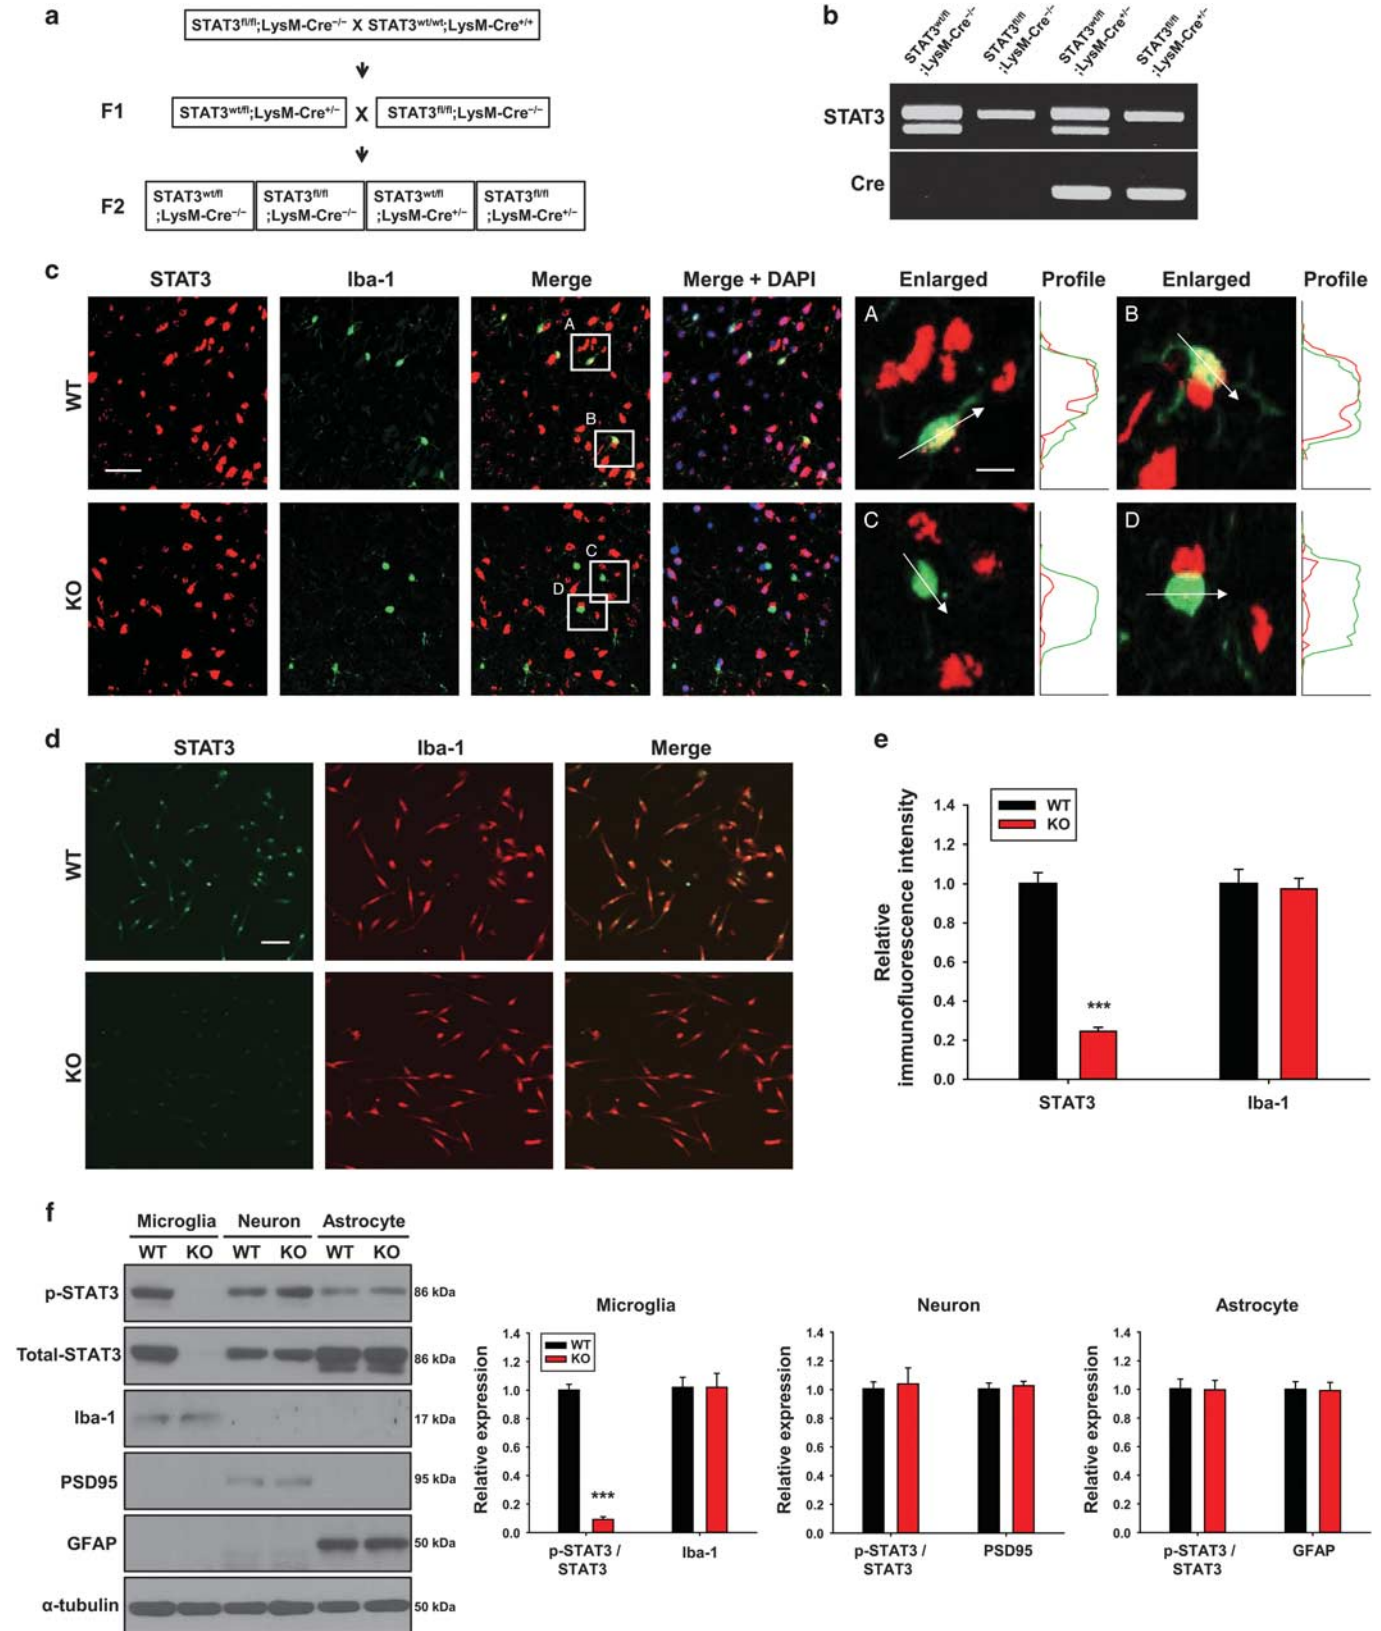 a
STAT3fl/fl;LysM-Cre−/− X STAT3wt/wt;LysM-Cre+/+
F1
STAT3wt/fl;LysM-Cre+/− X STAT3fl/fl;LysM-Cre−/−
F2
STAT3wt/fl ;LysM-Cre−/−
STAT3fl/fl ;LysM-Cre−/−
STAT3wt/fl ;LysM-Cre+/−
STAT3fl/fl ;LysM-Cre+/−
b
STAT3wt/fl ;LysM-Cre−/−
STAT3fl/fl ;LysM-Cre−/−
STAT3wt/fl ;LysM-Cre+/−
STAT3fl/fl ;LysM-Cre+/−
STAT3
Cre
c
STAT3 Iba-1 Merge Merge + DAPI Enlarged Profile Enlarged Profile
WT
A
B
A
B
KO
C
D
C
D
d
STAT3 Iba-1 Merge
WT
KO
e
Relative
immunofluorescence intensity
1.4
1.2
1.0
0.8
0.6
0.4
0.2
0.0
WT
KO
***
STAT3 Iba-1
f
Microglia Neuron Astrocyte
WT KO WT KO WT KO
p-STAT3 86 kDa
Total-STAT3 86 kDa
Iba-1 17 kDa
PSD95 95 kDa
GFAP 50 kDa
α-tubulin 50 kDa
Microglia
Relative expression
1.4
1.2
1.0
0.8
0.6
0.4
0.2
0.0
WT
KO
***
p-STAT3 / Iba-1
STAT3
Neuron
Relative expression
1.4
1.2
1.0
0.8
0.6
0.4
0.2
0.0
p-STAT3 / PSD95
STAT3
Astrocyte
Relative expression
1.4
1.2
1.0
0.8
0.6
0.4
0.2
0.0
p-STAT3 / GFAP
STAT3